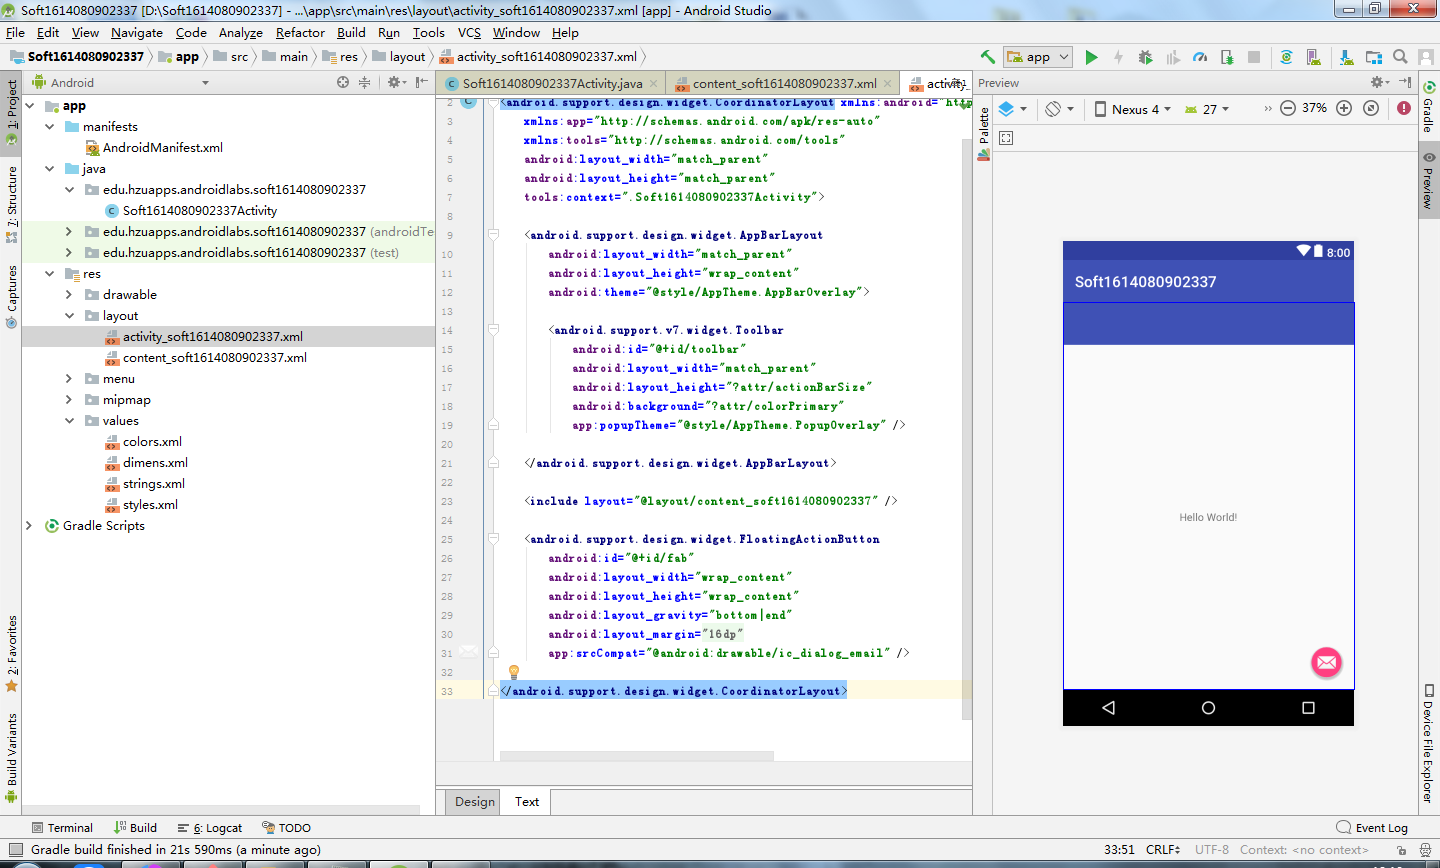 Soft1614080902337 [D:\Soft1614080902337] - ...\app\src\main\res\layout\activity_soft1614080902337.xml [app] - Android Studio
File Edit View Navigate Code Analyze Refactor Build Run Tools VCS Window Help
Soft1614080902337 app src main res layout activity_soft1614080902337.xml
app
Android
Soft1614080902337Activity.java content_soft1614080902337.xml activity_
Preview
1: Project
7: Structure
Captures
2: Favorites
Build Variants
app
manifests
AndroidManifest.xml
java
edu.hzuapps.androidlabs.soft1614080902337
Soft1614080902337Activity
edu.hzuapps.androidlabs.soft1614080902337 (androidTe
edu.hzuapps.androidlabs.soft1614080902337 (test)
res
drawable
layout
activity_soft1614080902337.xml
content_soft1614080902337.xml
menu
mipmap
values
colors.xml
dimens.xml
strings.xml
styles.xml
Gradle Scripts
2 <android.support.design.widget.CoordinatorLayout xmlns:android="http
3 xmlns:app="http://schemas.android.com/apk/res-auto"
4 xmlns:tools="http://schemas.android.com/tools"
5 android:layout_width="match_parent"
6 android:layout_height="match_parent"
7 tools:context=".Soft1614080902337Activity">
8
9 <android.support.design.widget.AppBarLayout
10 android:layout_width="match_parent"
11 android:layout_height="wrap_content"
12 android:theme="@style/AppTheme.AppBarOverlay">
13
14 <android.support.v7.widget.Toolbar
15 android:id="@+id/toolbar"
16 android:layout_width="match_parent"
17 android:layout_height="?attr/actionBarSize"
18 android:background="?attr/colorPrimary"
19 app:popupTheme="@style/AppTheme.PopupOverlay" />
20
21 </android.support.design.widget.AppBarLayout>
22
23 <include layout="@layout/content_soft1614080902337" />
24
25 <android.support.design.widget.FloatingActionButton
26 android:id="@+id/fab"
27 android:layout_width="wrap_content"
28 android:layout_height="wrap_content"
29 android:layout_gravity="bottom|end"
30 android:layout_margin="16dp"
31 app:srcCompat="@android:drawable/ic_dialog_email" />
32
33 </android.support.design.widget.CoordinatorLayout>
Design Text
Palette
Nexus 4 27 37%
8:00
Soft1614080902337
Hello World!
Gradle
Preview
Device File Explorer
Terminal Build 6: Logcat TODO Event Log
Gradle build finished in 21s 590ms (a minute ago) 33:51 CRLF UTF-8 Context: <no context>